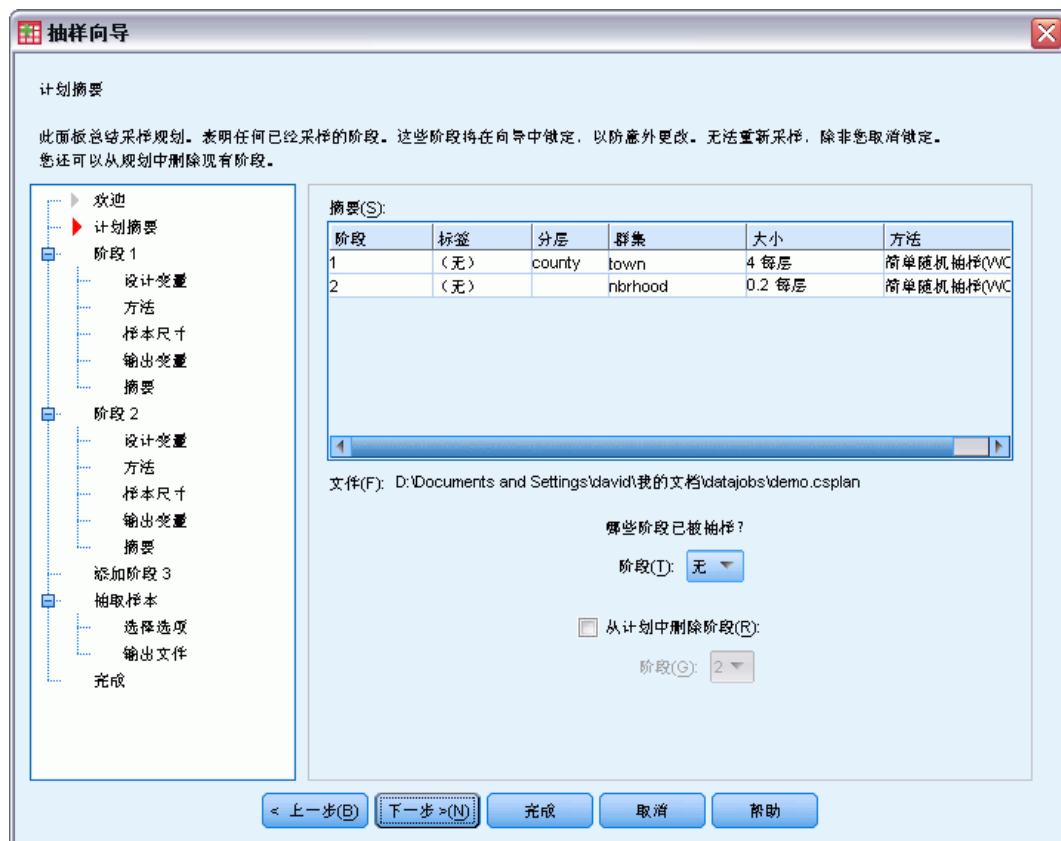 抽样向导
计划摘要
此面板总结采样规划。表明任何已经采样的阶段。这些阶段将在向导中锁定，以防意外更改。无法重新采样，除非您取消锁定。
您还可以从规划中删除现有阶段。
欢迎
计划摘要
阶段 1
设计变量
方法
样本尺寸
输出变量
摘要
阶段 2
设计变量
方法
样本尺寸
输出变量
摘要
添加阶段 3
抽取样本
选择选项
输出文件
完成
摘要(S):
阶段 标签 分层 群集 大小 方法
1 （无） county town 4 每层 简单随机抽样(WO
2 （无） nbrhood 0.2 每层 简单随机抽样(WO
文件(F): D:\Documents and Settings\david\我的文档\datajobs\demo.csplan
哪些阶段已被抽样？
阶段(T): 无
从计划中删除阶段(R):
阶段(G): 2
< 上一步(B) 下一步 >(N) 完成 取消 帮助